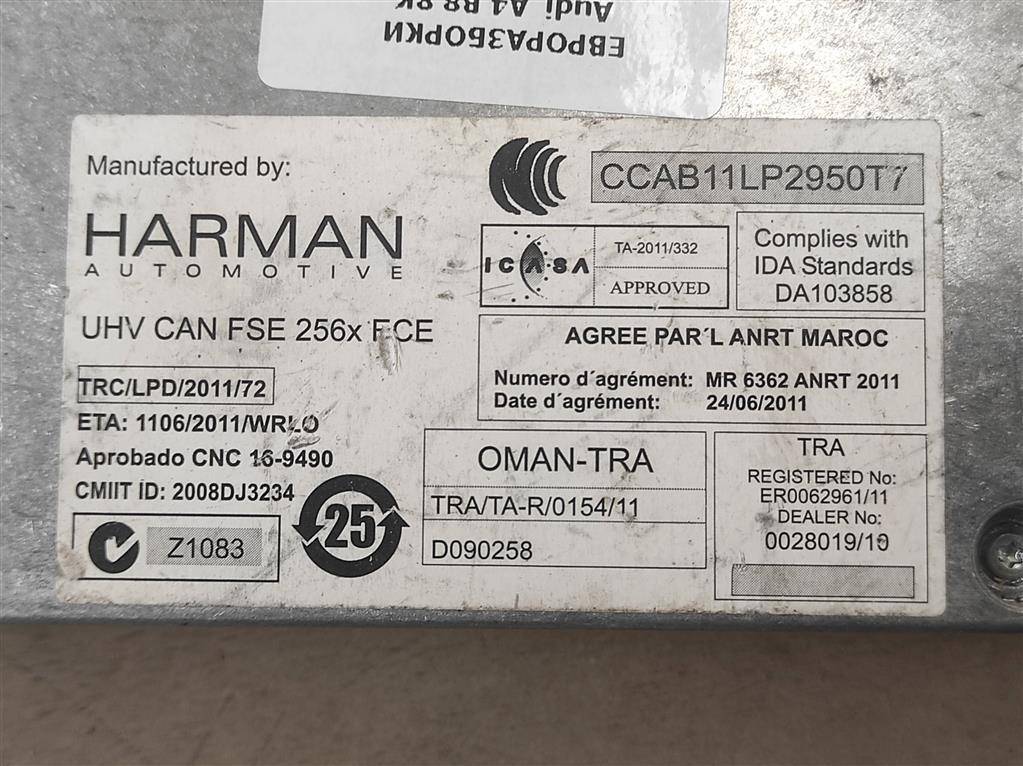 ЕВРОРАЗБОРКИ
Audi A4 B8 8K
Manufactured by:
HARMAN
AUTOMOTIVE
UHV CAN FSE 256x FCE
TRC/LPD/2011/72
ETA: 1106/2011/WRLO
Aprobado CNC 16-9490
CMIIT ID: 2008DJ3234
Z1083
25
CCAB11LP2950T7
ICASA
TA-2011/332
APPROVED
Complies with
IDA Standards
DA103858
AGREE PAR´L ANRT MAROC
Numero d´agrément: MR 6362 ANRT 2011
Date d´agrément: 24/06/2011
OMAN-TRA
TRA/TA-R/0154/11
D090258
TRA
REGISTERED No:
ER0062961/11
DEALER No:
0028019/10